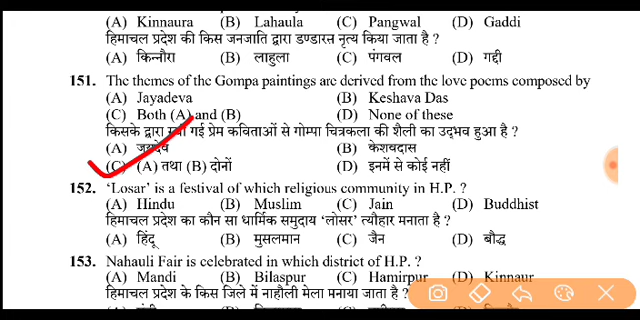 (A) Kinnaura (B) Lahaula (C) Pangwal (D) Gaddi
हिमाचल प्रदेश की किस जनजाति द्वारा डण्डारस नृत्य किया जाता है ?
(A) किन्नौरा (B) लाहुला (C) पंगवल (D) गद्दी
151. The themes of the Gompa paintings are derived from the love poems composed by
(A) Jayadeva (B) Keshava Das
(C) Both (A) and (B) (D) None of these
किसके द्वारा रची गई प्रेम कविताओं से गोम्पा चित्रकला की शैली का उद्भव हुआ है ?
(A) जयदेव (B) केशवदास
(C) (A) तथा (B) दोनों (D) इनमें से कोई नहीं
152. ‘Losar’ is a festival of which religious community in H.P. ?
(A) Hindu (B) Muslim (C) Jain (D) Buddhist
हिमाचल प्रदेश का कौन सा धार्मिक समुदाय ‘लोसर’ त्यौहार मनाता है ?
(A) हिंदू (B) मुसलमान (C) जैन (D) बौद्ध
153. Nahauli Fair is celebrated in which district of H.P. ?
(A) Mandi (B) Bilaspur (C) Hamirpur (D) Kinnaur
हिमाचल प्रदेश के किस जिले में नाहौली मेला मनाया जाता है ?